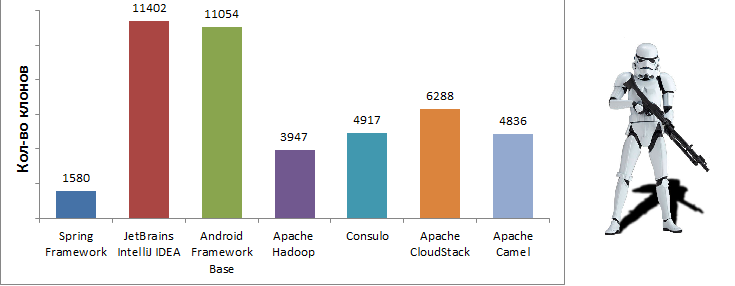 Кол-во клонов
1580
11402
11054
3947
4917
6288
4836
Spring
Framework
JetBrains
IntelliJ IDEA
Android
Framework
Base
Apache
Hadoop
Consulo
Apache
CloudStack
Apache
Camel